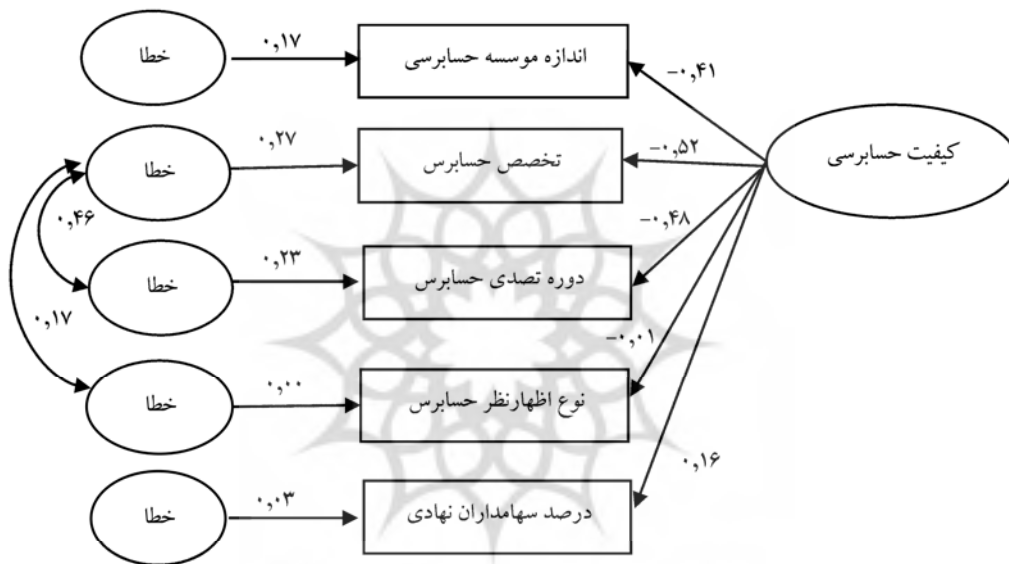 خطا
۰,۱۷
اندازه موسسه حسابرسی
-۰,۴۱
خطا
۰,۲۷
تخصص حسابرس
-۰,۵۲
کیفیت حسابرسی
۰,۴۶
خطا
۰,۲۳
دوره تصدی حسابرس
-۰,۴۸
۰,۱۷
خطا
۰,۰۰
نوع اظهارنظر حسابرس
-۰,۰۱
خطا
۰,۰۳
درصد سهامداران نهادی
۰,۱۶